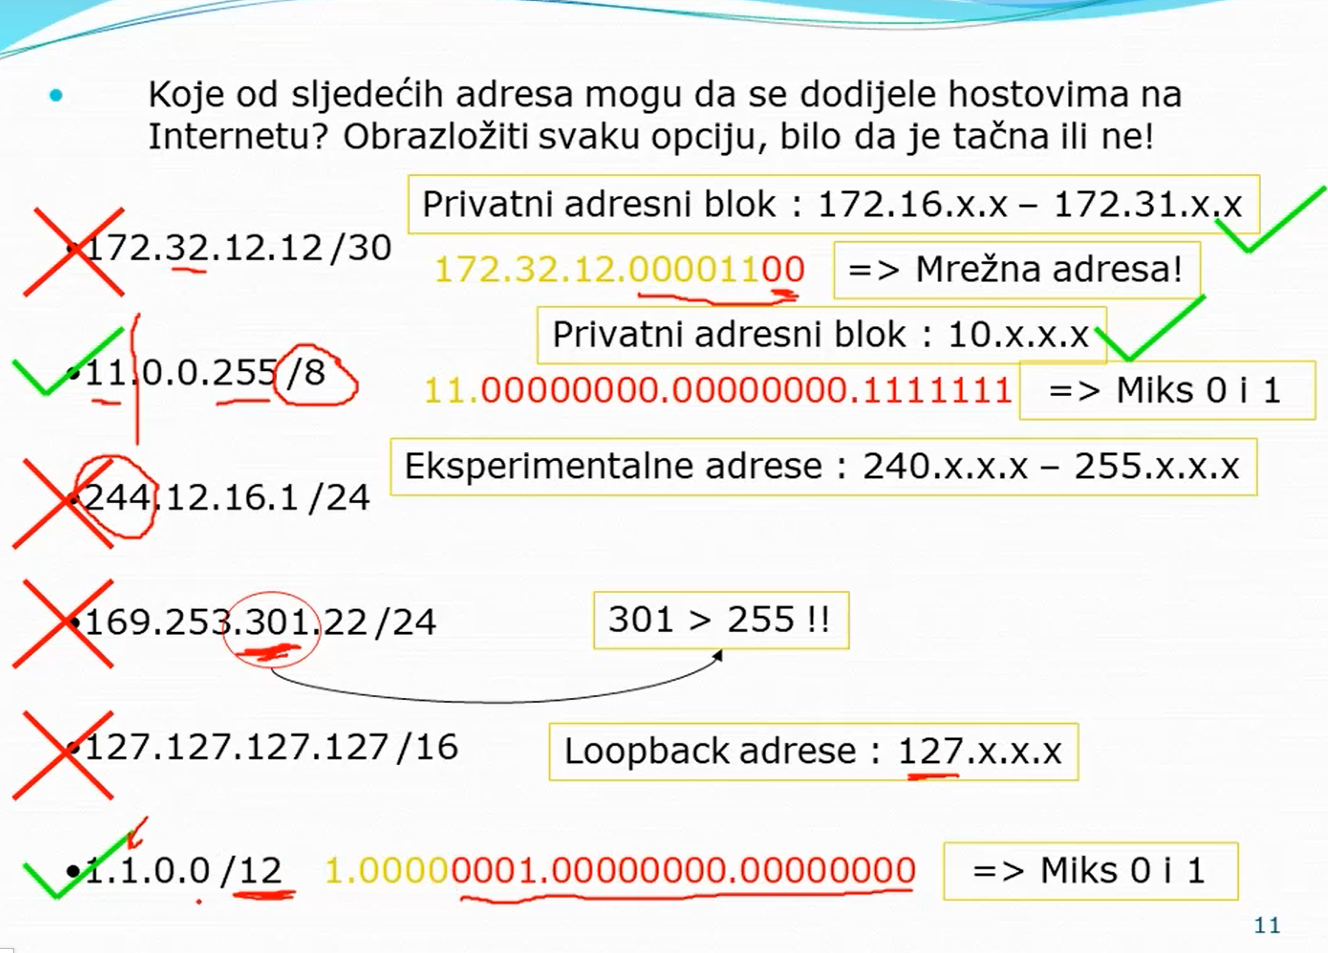 • Koje od sljedećih adresa mogu da se dodijele hostovima na
Internetu? Obrazložiti svaku opciju, bilo da je tačna ili ne!
Privatni adresni blok : 172.16.x.x – 172.31.x.x
•172.32.12.12 /30
172.32.12.00001100 => Mrežna adresa!
Privatni adresni blok : 10.x.x.x
•11.0.0.255 /8
11.00000000.00000000.1111111 => Miks 0 i 1
Eksperimentalne adrese : 240.x.x.x – 255.x.x.x
•244.12.16.1 /24
•169.253.301.22 /24 301 > 255 !!
•127.127.127.127 /16 Loopback adrese : 127.x.x.x
•1.1.0.0 /12 1.00000001.00000000.00000000 => Miks 0 i 1
11